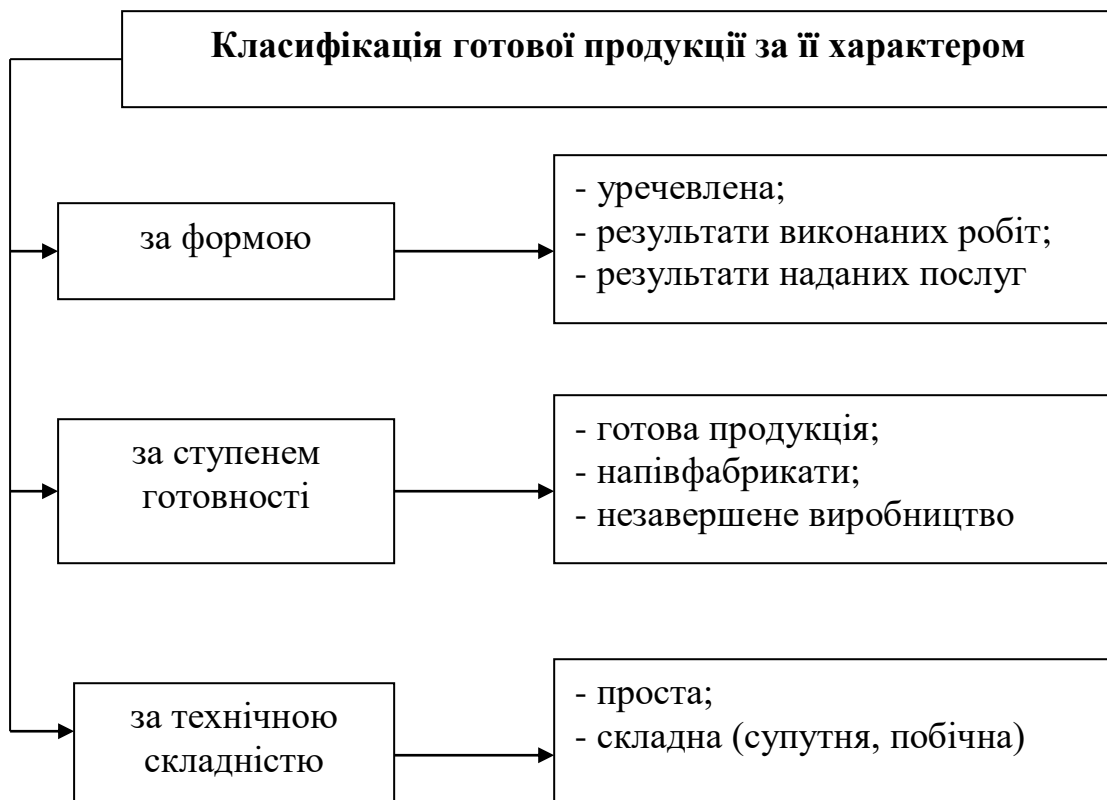 Класифікація готової продукції за її характером
за формою
- уречевлена;
- результати виконаних робіт;
- результати наданих послуг
за ступенем
готовності
- готова продукція;
- напівфабрикати;
- незавершене виробництво
за технічною
складністю
- проста;
- складна (супутня, побічна)